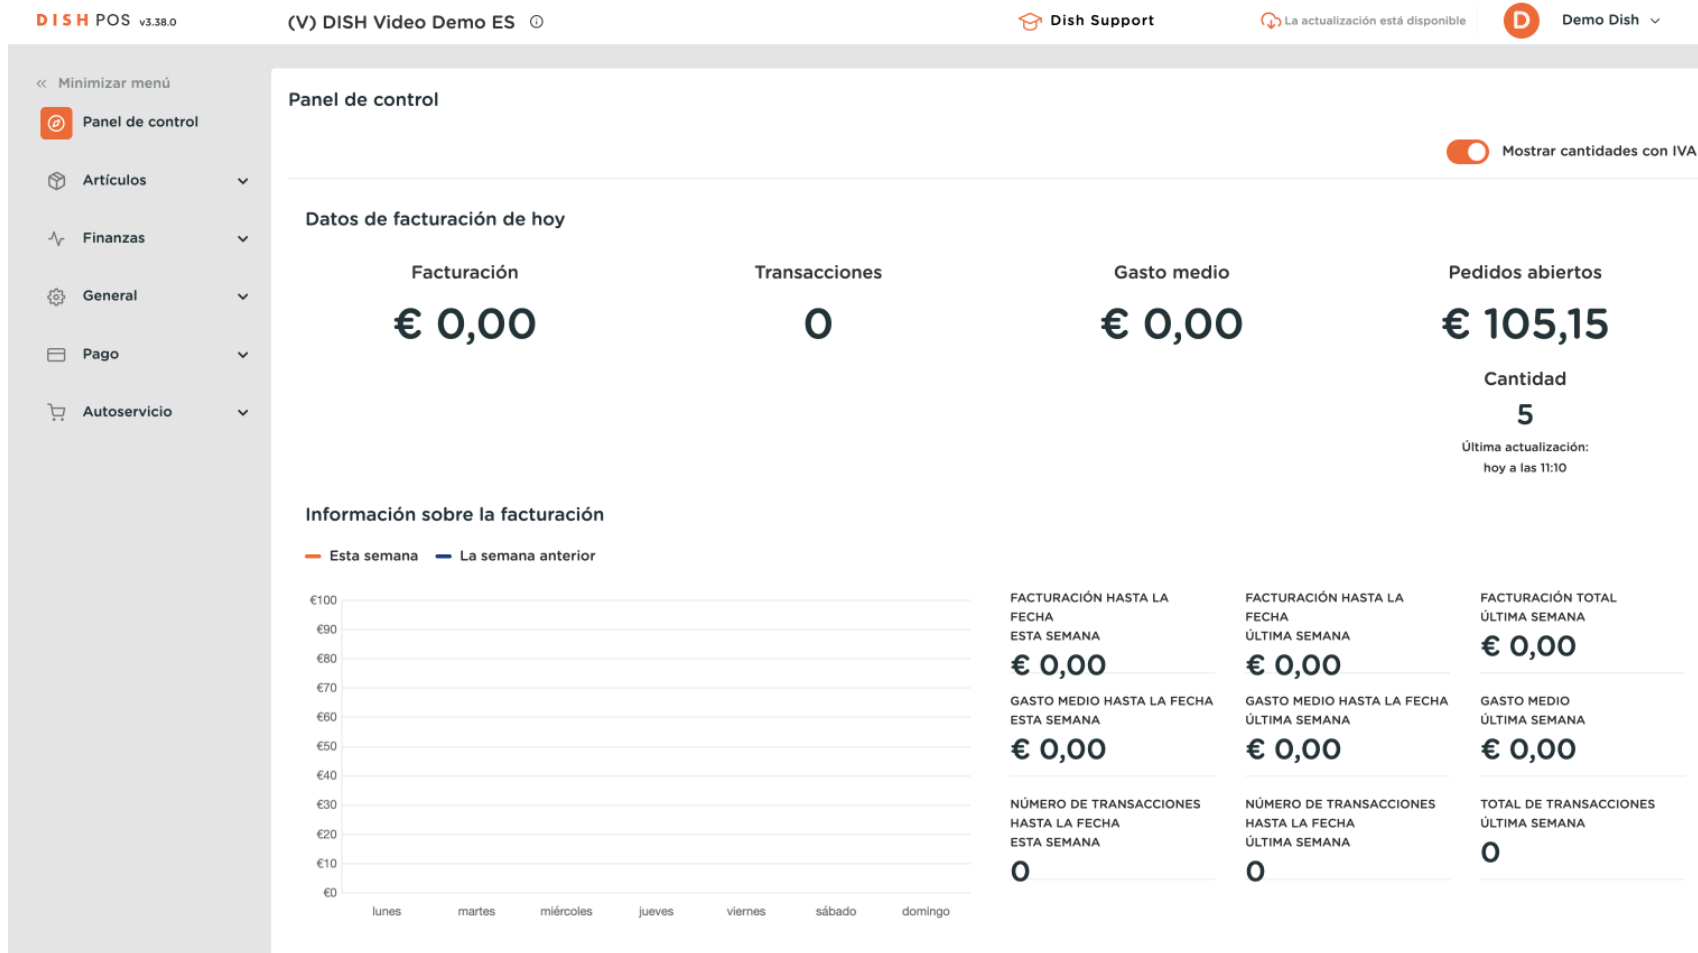 DISH POS v3.38.0
(V) DISH Video Demo ES
Dish Support
La actualización está disponible
D
Demo Dish
Minimizar menú
Panel de control
Artículos
Finanzas
General
Pago
Autoservicio
Panel de control
Mostrar cantidades con IVA
Datos de facturación de hoy
Facturación
€ 0,00
Transacciones
0
Gasto medio
€ 0,00
Pedidos abiertos
€ 105,15
Cantidad
5
Última actualización:
hoy a las 11:10
Información sobre la facturación
Esta semana
La semana anterior
€100
€90
€80
€70
€60
€50
€40
€30
€20
€10
€0
lunes
martes
miércoles
jueves
viernes
sábado
domingo
FACTURACIÓN HASTA LA
FECHA
ESTA SEMANA
€ 0,00
FACTURACIÓN HASTA LA
FECHA
ÚLTIMA SEMANA
€ 0,00
FACTURACIÓN TOTAL
ÚLTIMA SEMANA
€ 0,00
GASTO MEDIO HASTA LA FECHA
ESTA SEMANA
€ 0,00
GASTO MEDIO HASTA LA FECHA
ÚLTIMA SEMANA
€ 0,00
GASTO MEDIO
ÚLTIMA SEMANA
€ 0,00
NÚMERO DE TRANSACCIONES
HASTA LA FECHA
ESTA SEMANA
0
NÚMERO DE TRANSACCIONES
HASTA LA FECHA
ÚLTIMA SEMANA
0
TOTAL DE TRANSACCIONES
ÚLTIMA SEMANA
0